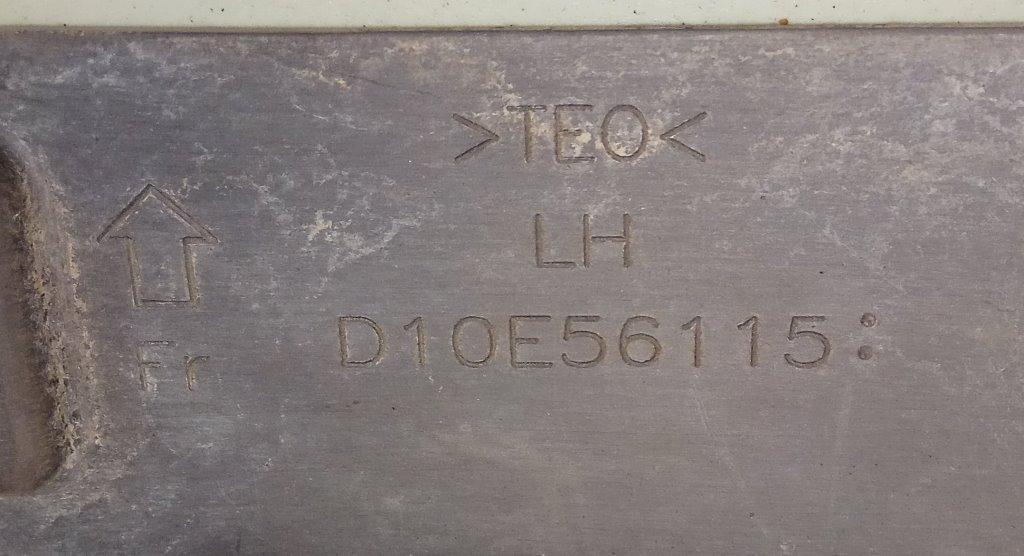 >TEO<
LH
D10E56115:
Fr